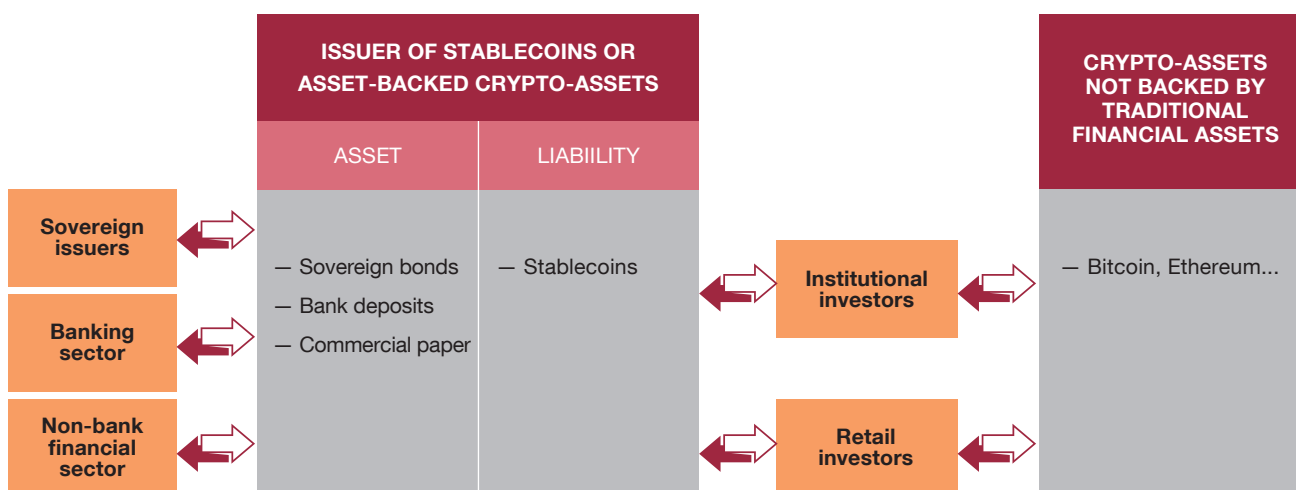 ISSUER OF STABLECOINS OR
ASSET-BACKED CRYPTO-ASSETS
CRYPTO-ASSETS
NOT BACKED BY
TRADITIONAL
FINANCIAL ASSETS
ASSET
LIABIILITY
Sovereign
issuers
Banking
sector
Non-bank
financial
sector
— Sovereign bonds
— Bank deposits
— Commercial paper
— Stablecoins
Institutional
investors
Retail
investors
— Bitcoin, Ethereum...